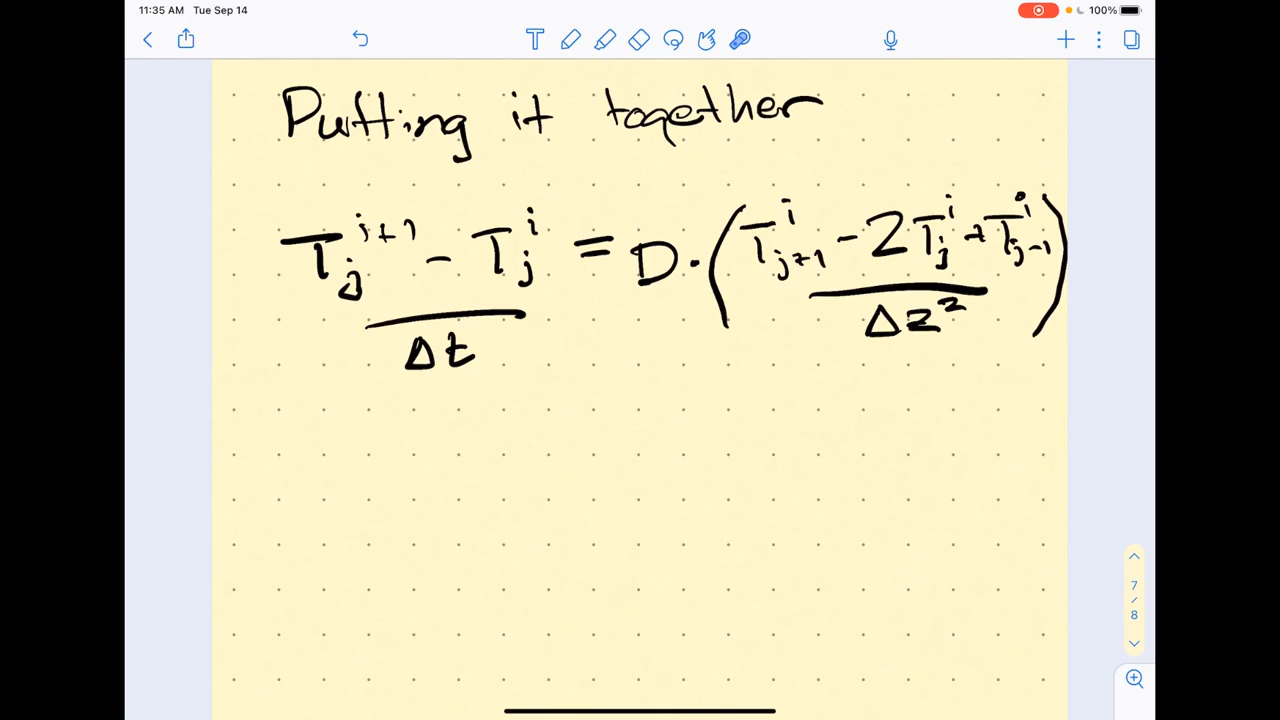 11:35 AM Tue Sep 14 100%
Putting it together
T_j^{j+1} - T_j^i = D · (T_{j+1}^i - 2T_j^i + T_{j-1}^i)
Δt Δz²
7
/
8